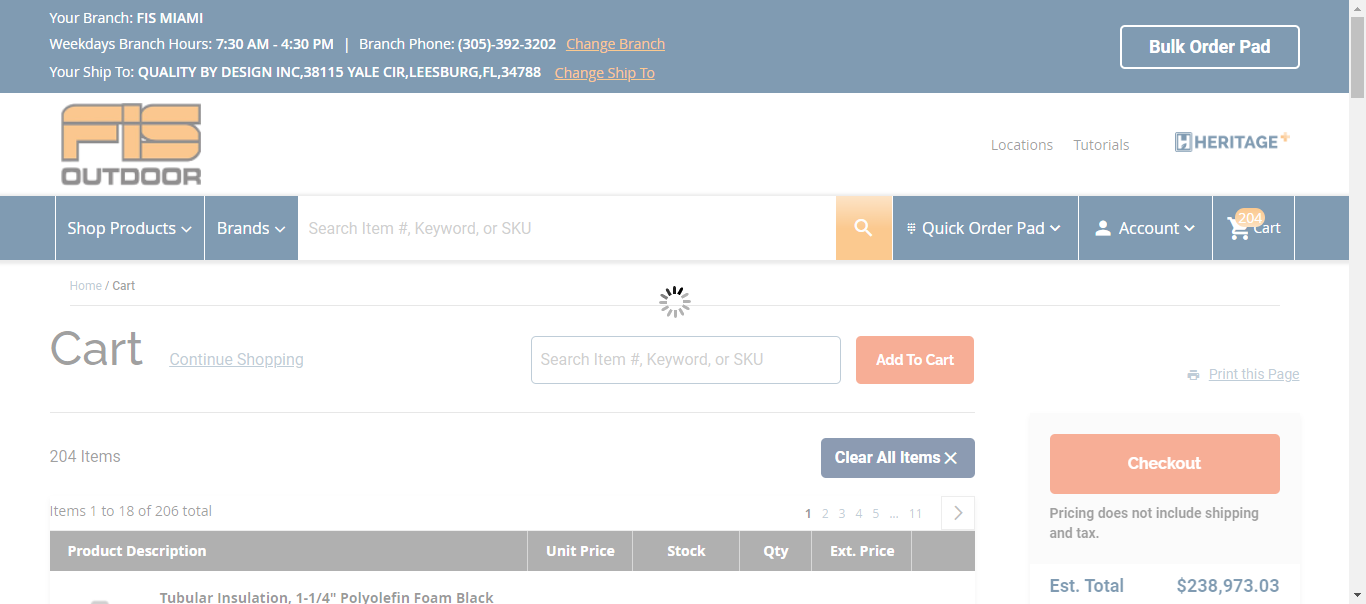 Your Branch: FIS MIAMI
Weekdays Branch Hours: 7:30 AM - 4:30 PM | Branch Phone: (305)-392-3202 Change Branch
Your Ship To: QUALITY BY DESIGN INC,38115 YALE CIR,LEESBURG,FL,34788 Change Ship To
Bulk Order Pad
FIS
OUTDOOR
Locations Tutorials HERITAGE+
Shop Products Brands Search Item #, Keyword, or SKU Quick Order Pad Account 204 Cart
Home / Cart
Cart Continue Shopping Search Item #, Keyword, or SKU Add To Cart
Print this Page
204 Items Clear All Items
Checkout
Items 1 to 18 of 206 total 1 2 3 4 5 ... 11
Pricing does not include shipping
and tax.
Product Description Unit Price Stock Qty Ext. Price
Est. Total $238,973.03
Tubular Insulation, 1-1/4" Polyolefin Foam Black